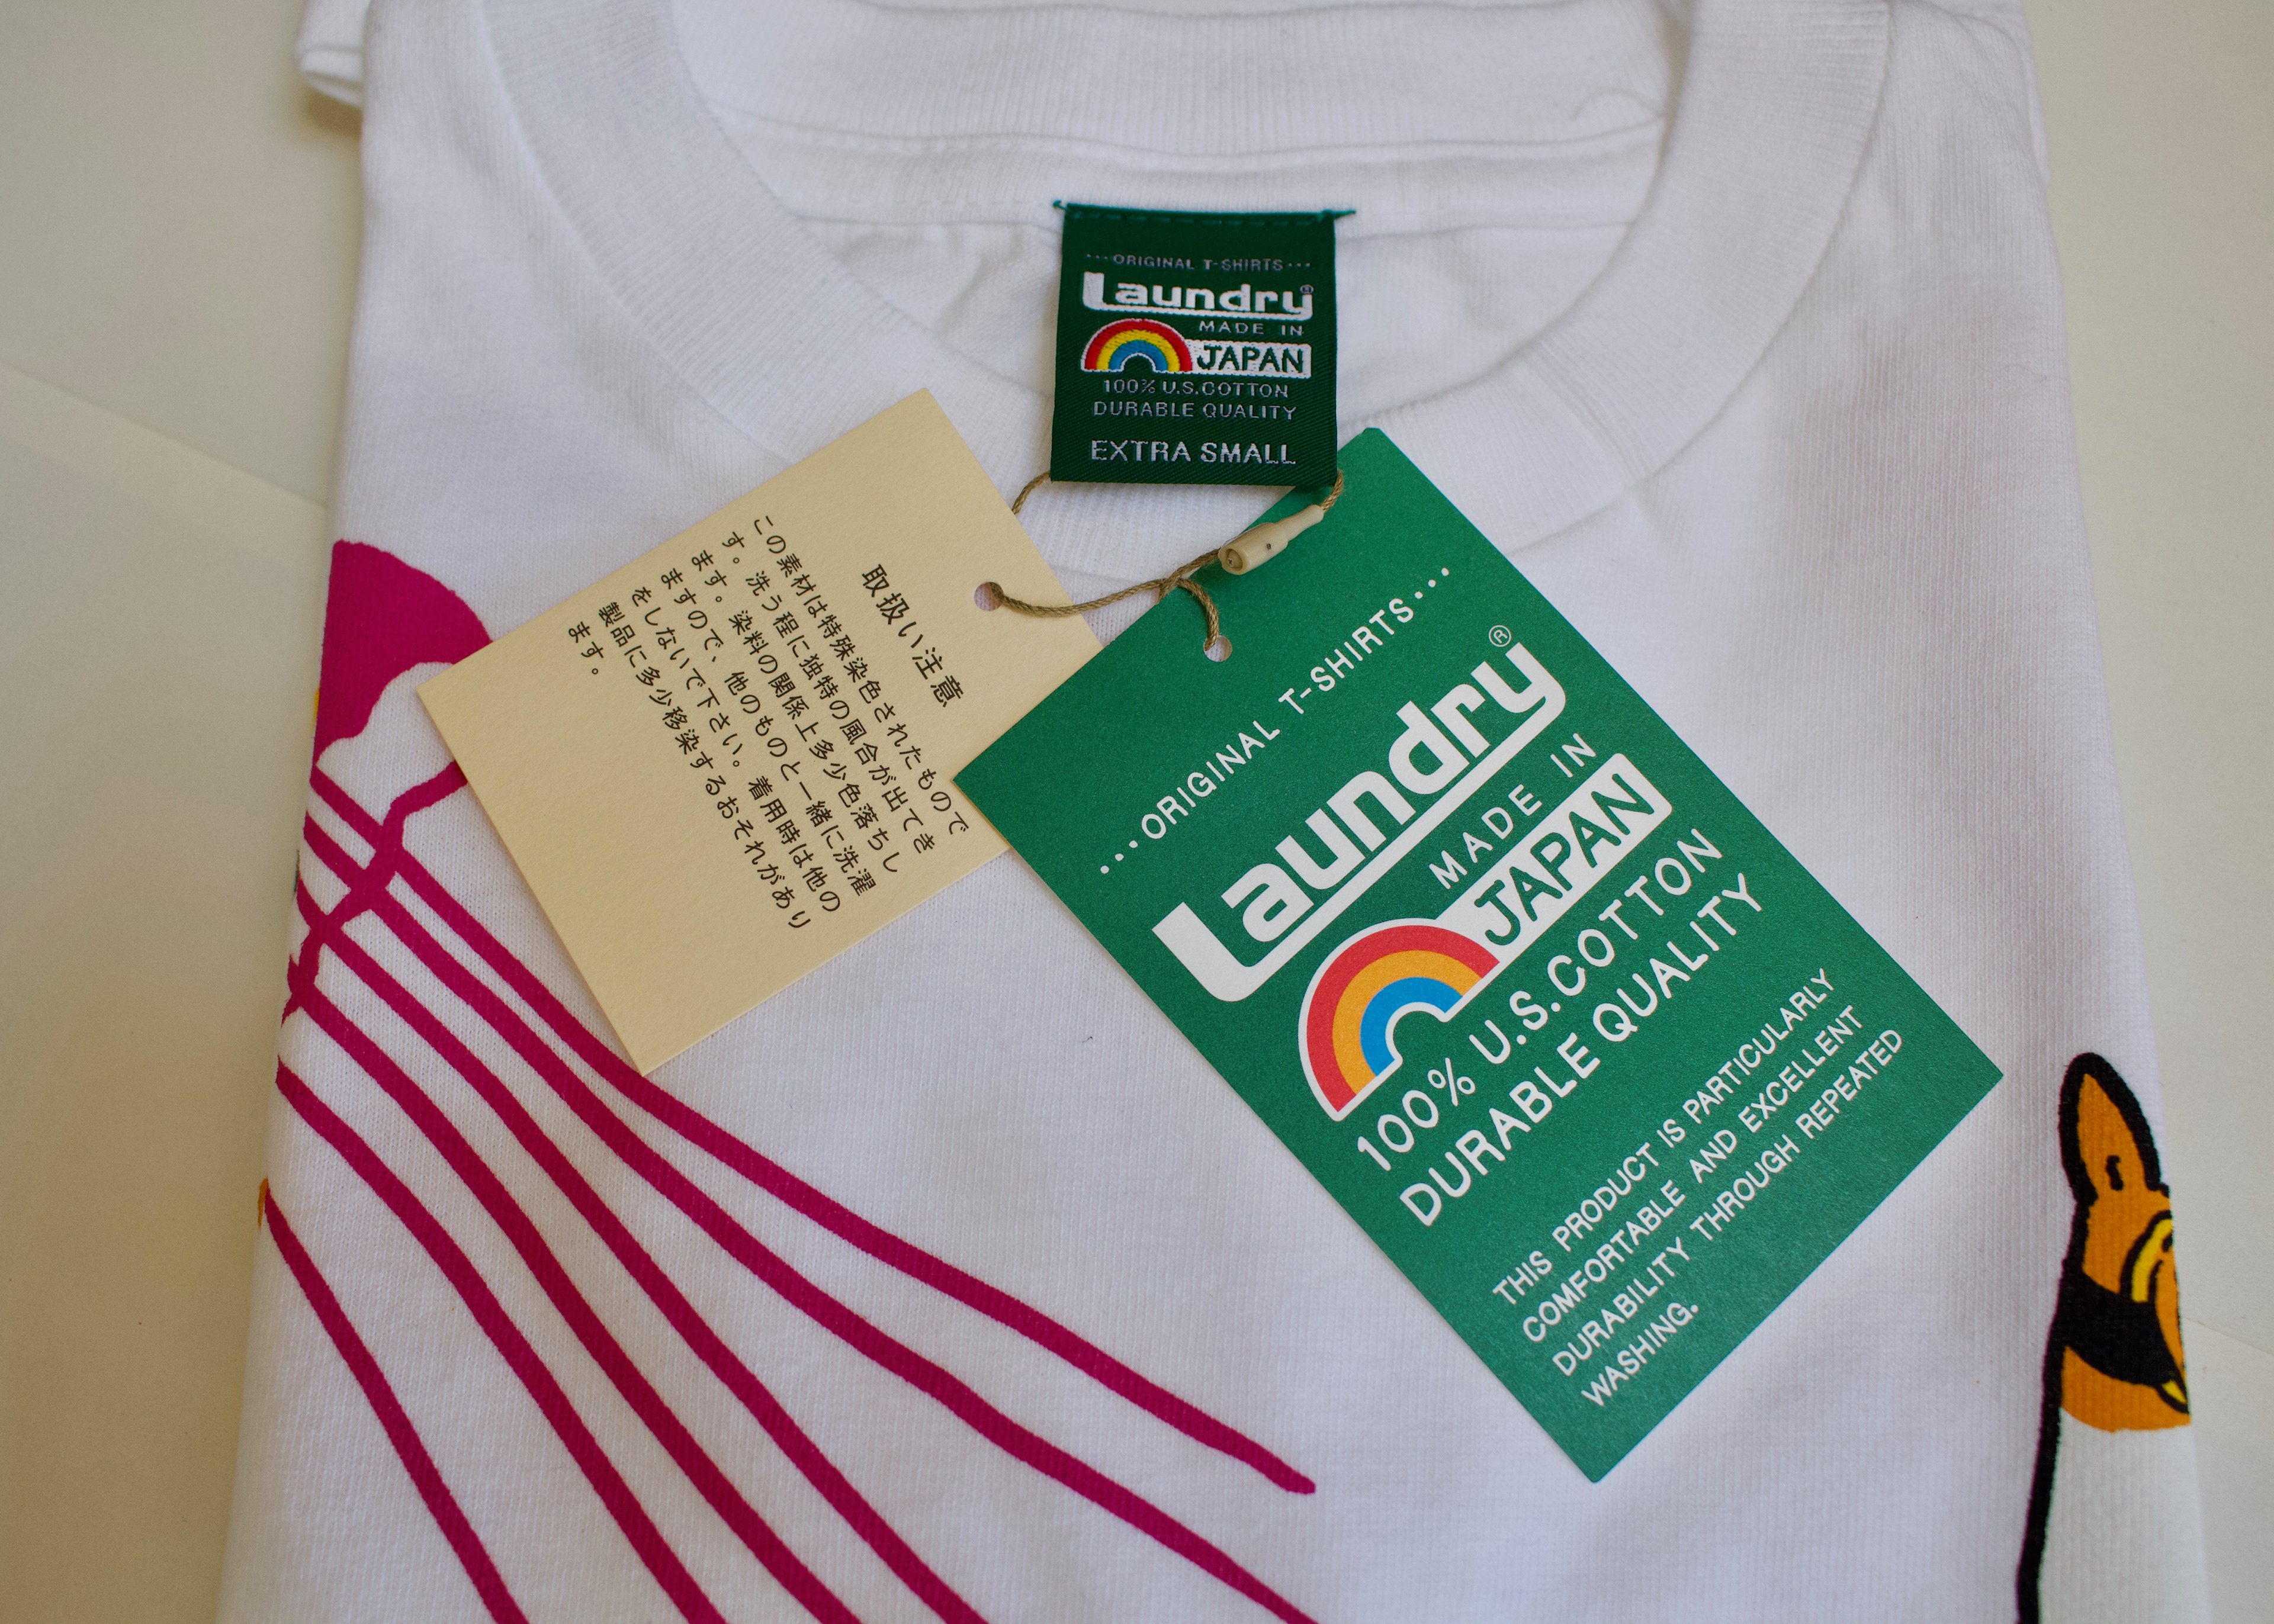 ···ORIGINAL T-SHIRTS···
Laundry®
MADE IN
JAPAN
100% U.S.COTTON
DURABLE QUALITY
EXTRA SMALL
取扱い注意
この素材は特殊染色されたもので
す。洗う程に独特の風合が出てき
ます。染料の関係上多少色落ちし
ますので、他のものと一緒に洗濯
をしないで下さい。着用時は他の
製品に多少移染するおそれがあり
ます。
···ORIGINAL T-SHIRTS···
Laundry®
MADE IN
JAPAN
100% U.S.COTTON
DURABLE QUALITY
THIS PRODUCT IS PARTICULARLY
COMFORTABLE AND EXCELLENT
DURABILITY THROUGH REPEATED
WASHING.